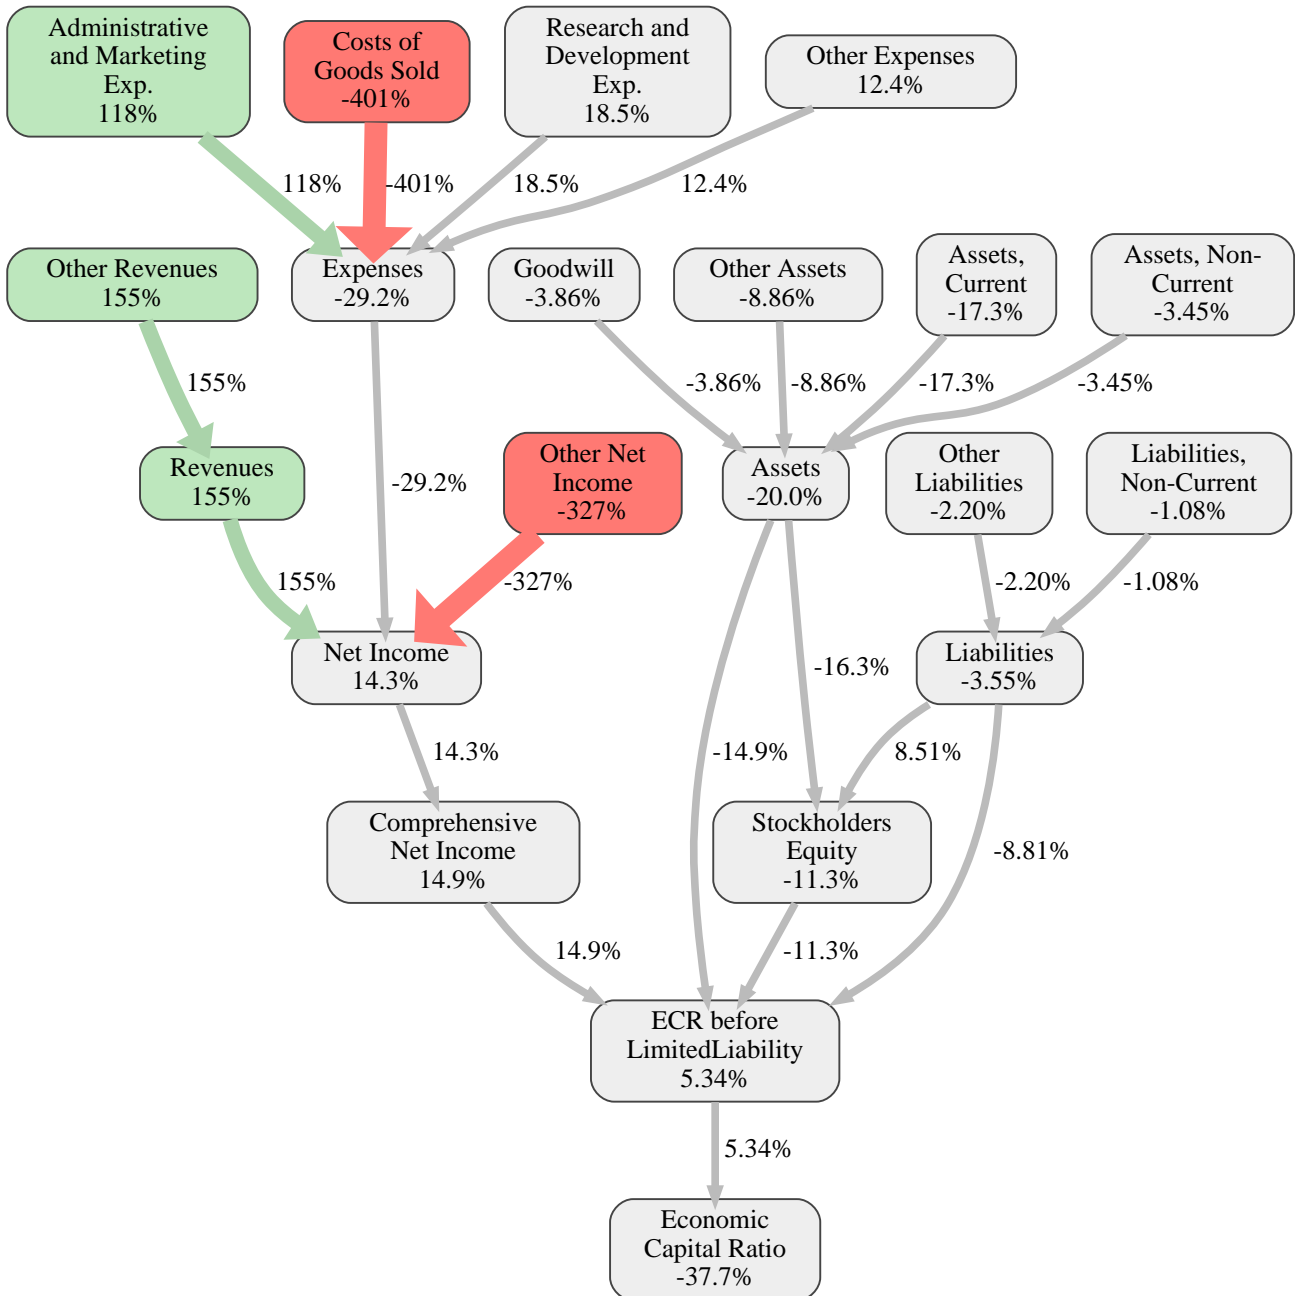 Administrative
and Marketing
Exp.
118%
Costs of
Goods Sold
-401%
Research and
Development
Exp.
18.5%
Other Expenses
12.4%
118%
-401%
18.5%
12.4%
Other Revenues
155%
Expenses
-29.2%
Goodwill
-3.86%
Other Assets
-8.86%
Assets,
Current
-17.3%
Assets, Non-
Current
-3.45%
155%
-3.86%
-8.86%
-17.3%
-3.45%
Revenues
155%
-29.2%
Other Net
Income
-327%
Assets
-20.0%
Other
Liabilities
-2.20%
Liabilities,
Non-Current
-1.08%
155%
-327%
-2.20%
-1.08%
Net Income
14.3%
-16.3%
Liabilities
-3.55%
14.3%
-14.9%
8.51%
Comprehensive
Net Income
14.9%
Stockholders
Equity
-11.3%
-8.81%
14.9%
-11.3%
ECR before
LimitedLiability
5.34%
5.34%
Economic
Capital Ratio
-37.7%